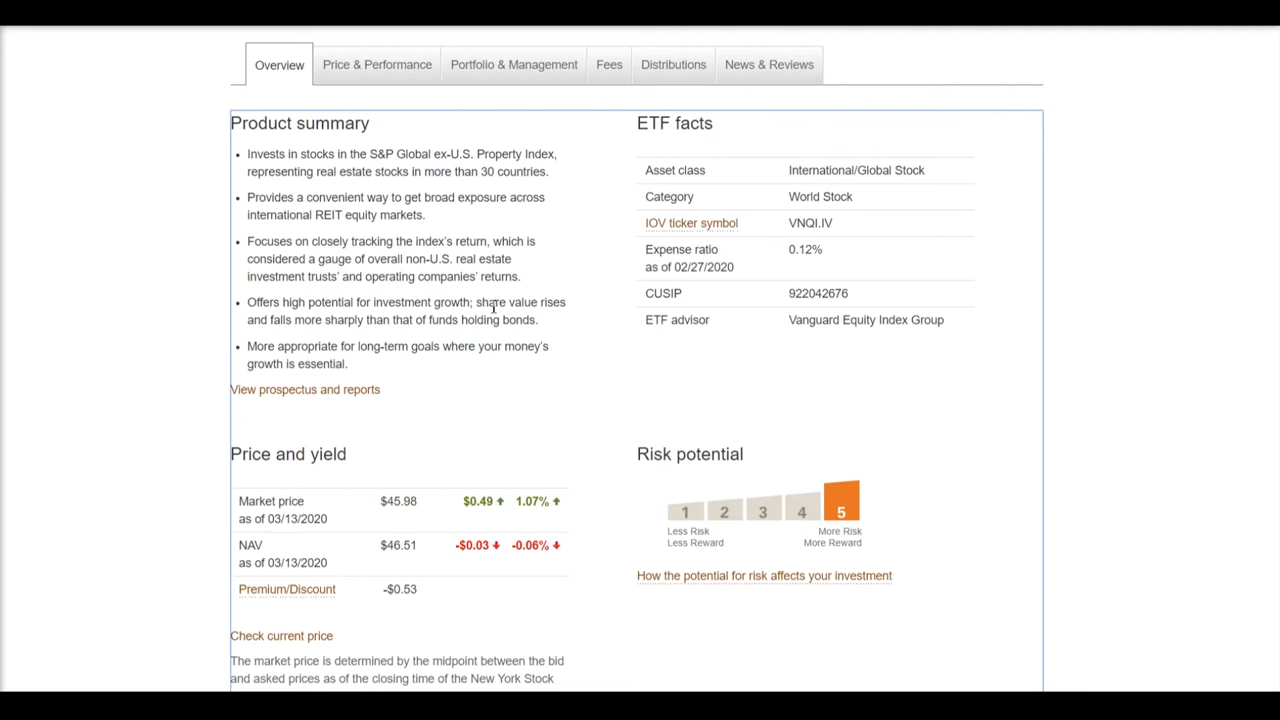 Overview
Price & Performance
Portfolio & Management
Fees
Distributions
News & Reviews
Product summary
Invests in stocks in the S&P Global ex-U.S. Property Index,
representing real estate stocks in more than 30 countries.
Provides a convenient way to get broad exposure across
international REIT equity markets.
Focuses on closely tracking the index's return, which is
considered a gauge of overall non-U.S. real estate
investment trusts' and operating companies' returns.
Offers high potential for investment growth; share value rises
and falls more sharply than that of funds holding bonds.
More appropriate for long-term goals where your money's
growth is essential.
View prospectus and reports
ETF facts
Asset class International/Global Stock
Category World Stock
IOV ticker symbol VNQI.IV
Expense ratio 0.12%
as of 02/27/2020
CUSIP 922042676
ETF advisor Vanguard Equity Index Group
Price and yield
Market price $45.98 $0.49 1.07%
as of 03/13/2020
NAV $46.51 -$0.03 -0.06%
as of 03/13/2020
Premium/Discount -$0.53
Check current price
The market price is determined by the midpoint between the bid
and asked prices as of the closing time of the New York Stock
Risk potential
1 2 3 4 5
Less Risk More Risk
Less Reward More Reward
How the potential for risk affects your investment